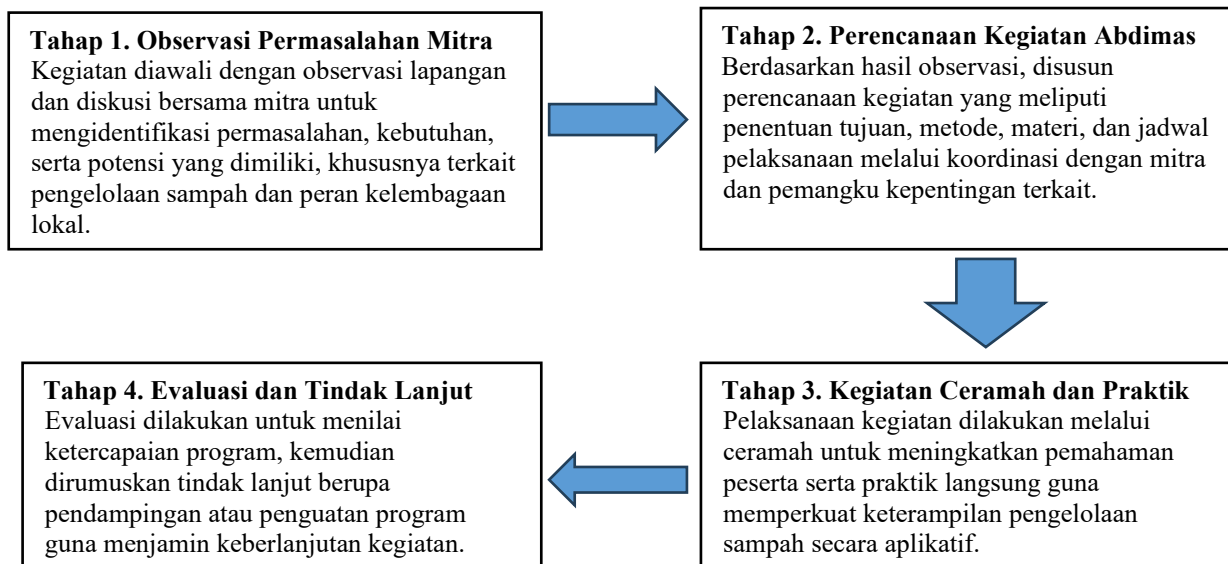 Tahap 1. Observasi Permasalahan Mitra
Kegiatan diawali dengan observasi lapangan
dan diskusi bersama mitra untuk
mengidentifikasi permasalahan, kebutuhan,
serta potensi yang dimiliki, khususnya terkait
pengelolaan sampah dan peran kelembagaan
lokal.
Tahap 2. Perencanaan Kegiatan Abdimas
Berdasarkan hasil observasi, disusun
perencanaan kegiatan yang meliputi
penentuan tujuan, metode, materi, dan jadwal
pelaksanaan melalui koordinasi dengan mitra
dan pemangku kepentingan terkait.
Tahap 3. Kegiatan Ceramah dan Praktik
Pelaksanaan kegiatan dilakukan melalui
ceramah untuk meningkatkan pemahaman
peserta serta praktik langsung guna
memperkuat keterampilan pengelolaan
sampah secara aplikatif.
Tahap 4. Evaluasi dan Tindak Lanjut
Evaluasi dilakukan untuk menilai
ketercapaian program, kemudian
dirumuskan tindak lanjut berupa
pendampingan atau penguatan program
guna menjamin keberlanjutan kegiatan.